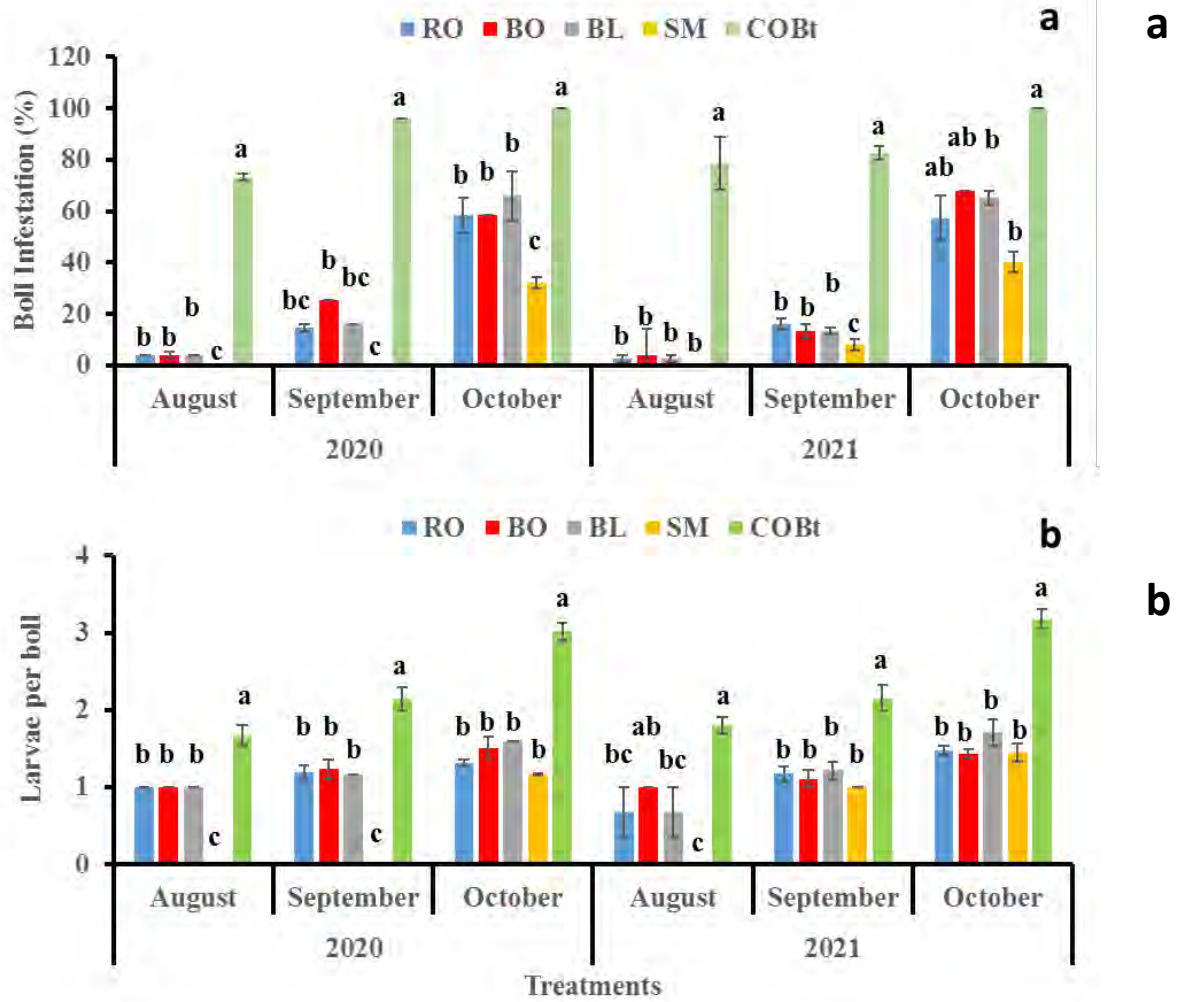 RO BO BL SM COBt
a
a
120
100
80
60
40
20
0
Boll Infestation (%)
b b b c a
bc b bc c a
b b b c a
b b b b a
b b b c a
ab ab b b a
August September October August September October
2020 2021
RO BO BL SM COBt
b
b
4
3
2
1
0
Larvae per boll
b b b c a
b b b c a
b b b b a
bc ab bc c a
b b b b a
b b b b a
August September October August September October
2020 2021
Treatments